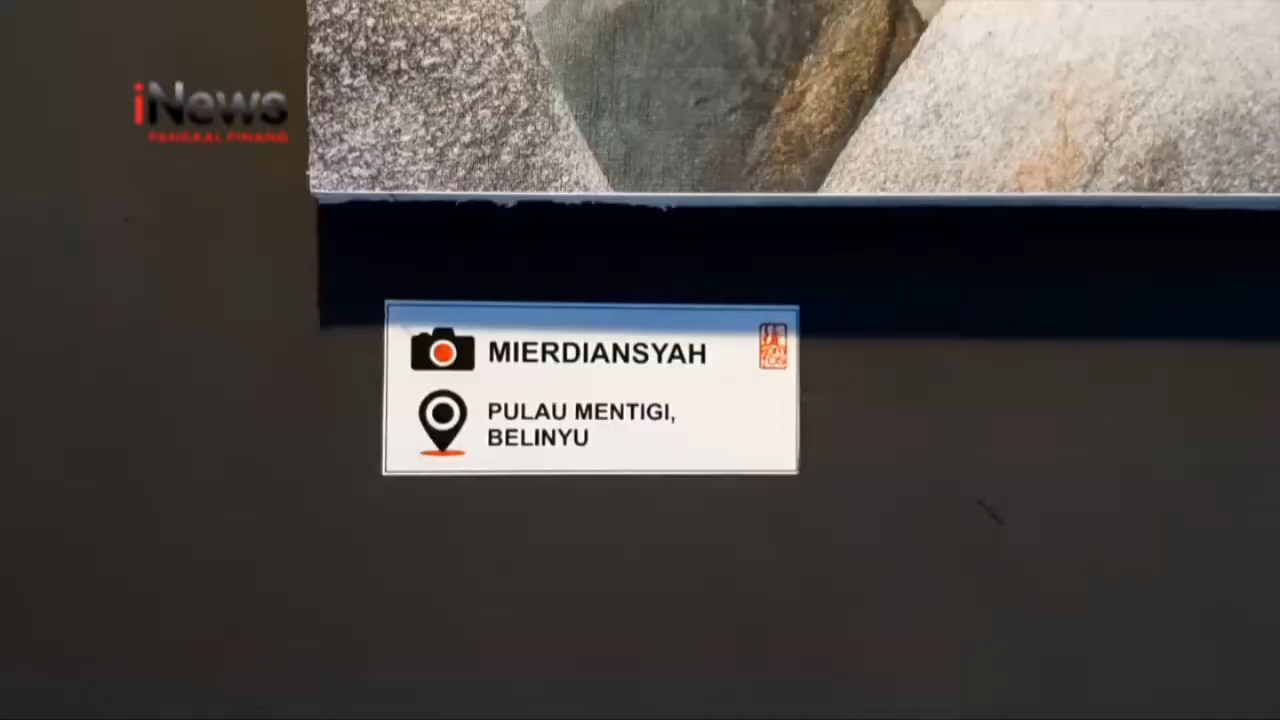 iNews
PANGKAL PINANG
MIERDIANSYAH
PULAU MENTIGI,
BELINYU